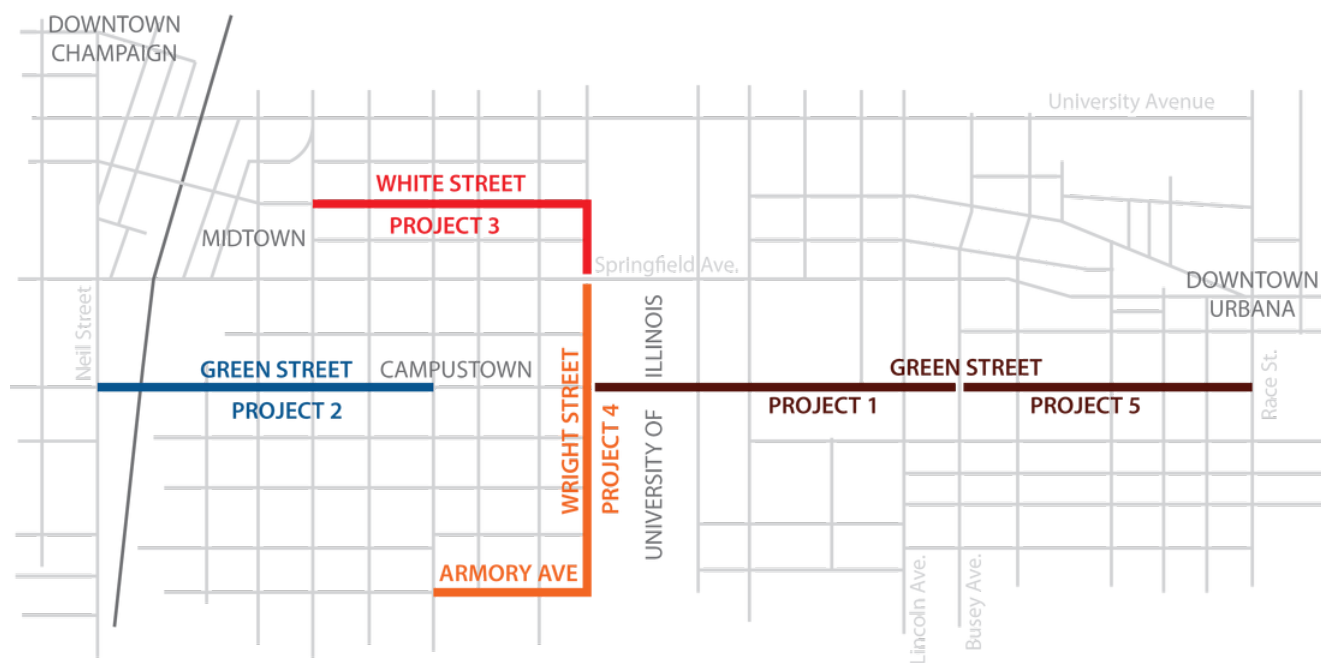 DOWNTOWN
CHAMPAIGN
University Avenue
WHITE STREET
PROJECT 3
MIDTOWN
Springfield Ave.
DOWNTOWN
URBANA
Neil Street
GREEN STREET
PROJECT 2
CAMPUSTOWN
WRIGHT STREET
PROJECT 4
UNIVERSITY OF ILLINOIS
GREEN STREET
PROJECT 1
PROJECT 5
Race St.
ARMORY AVE
Lincoln Ave.
Busey Ave.